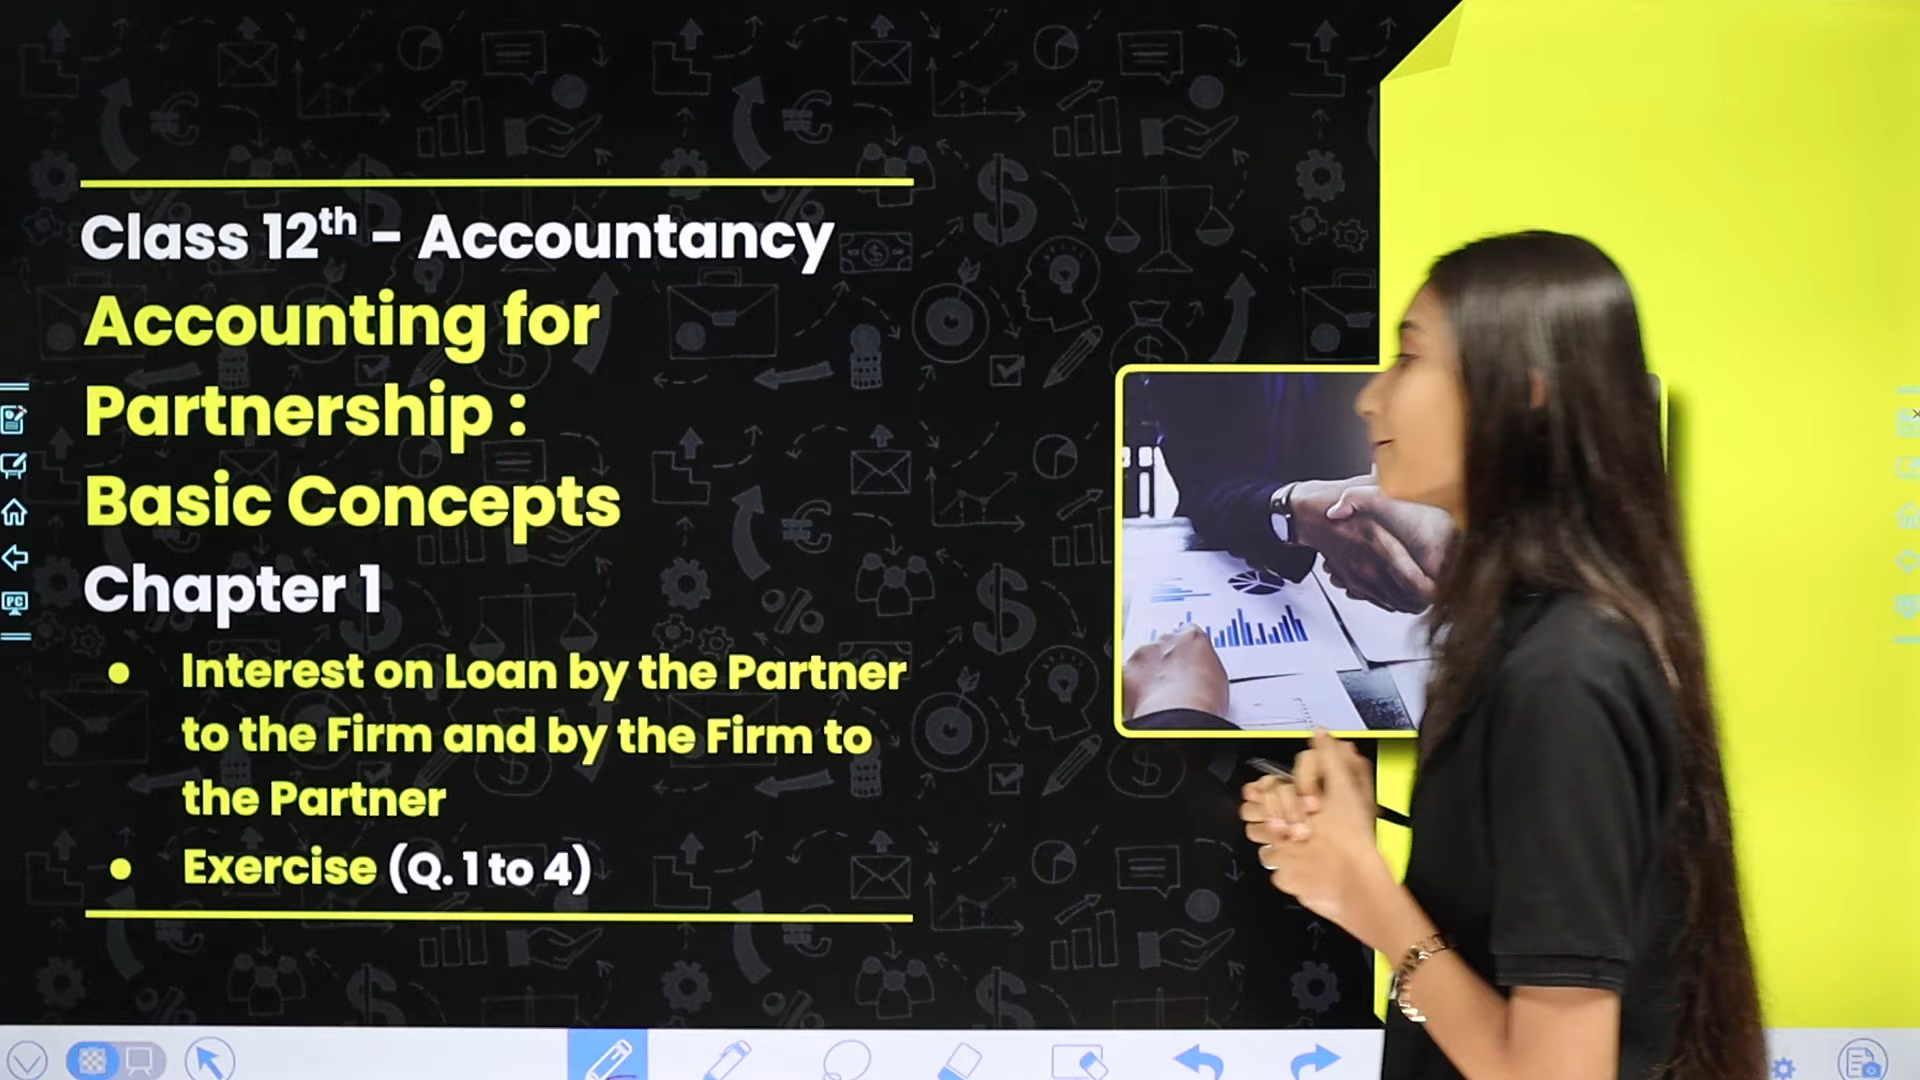 Class 12th - Accountancy
Accounting for
Partnership :
Basic Concepts
Chapter 1
• Interest on Loan by the Partner
to the Firm and by the Firm to
the Partner
• Exercise (Q. 1 to 4)
PC